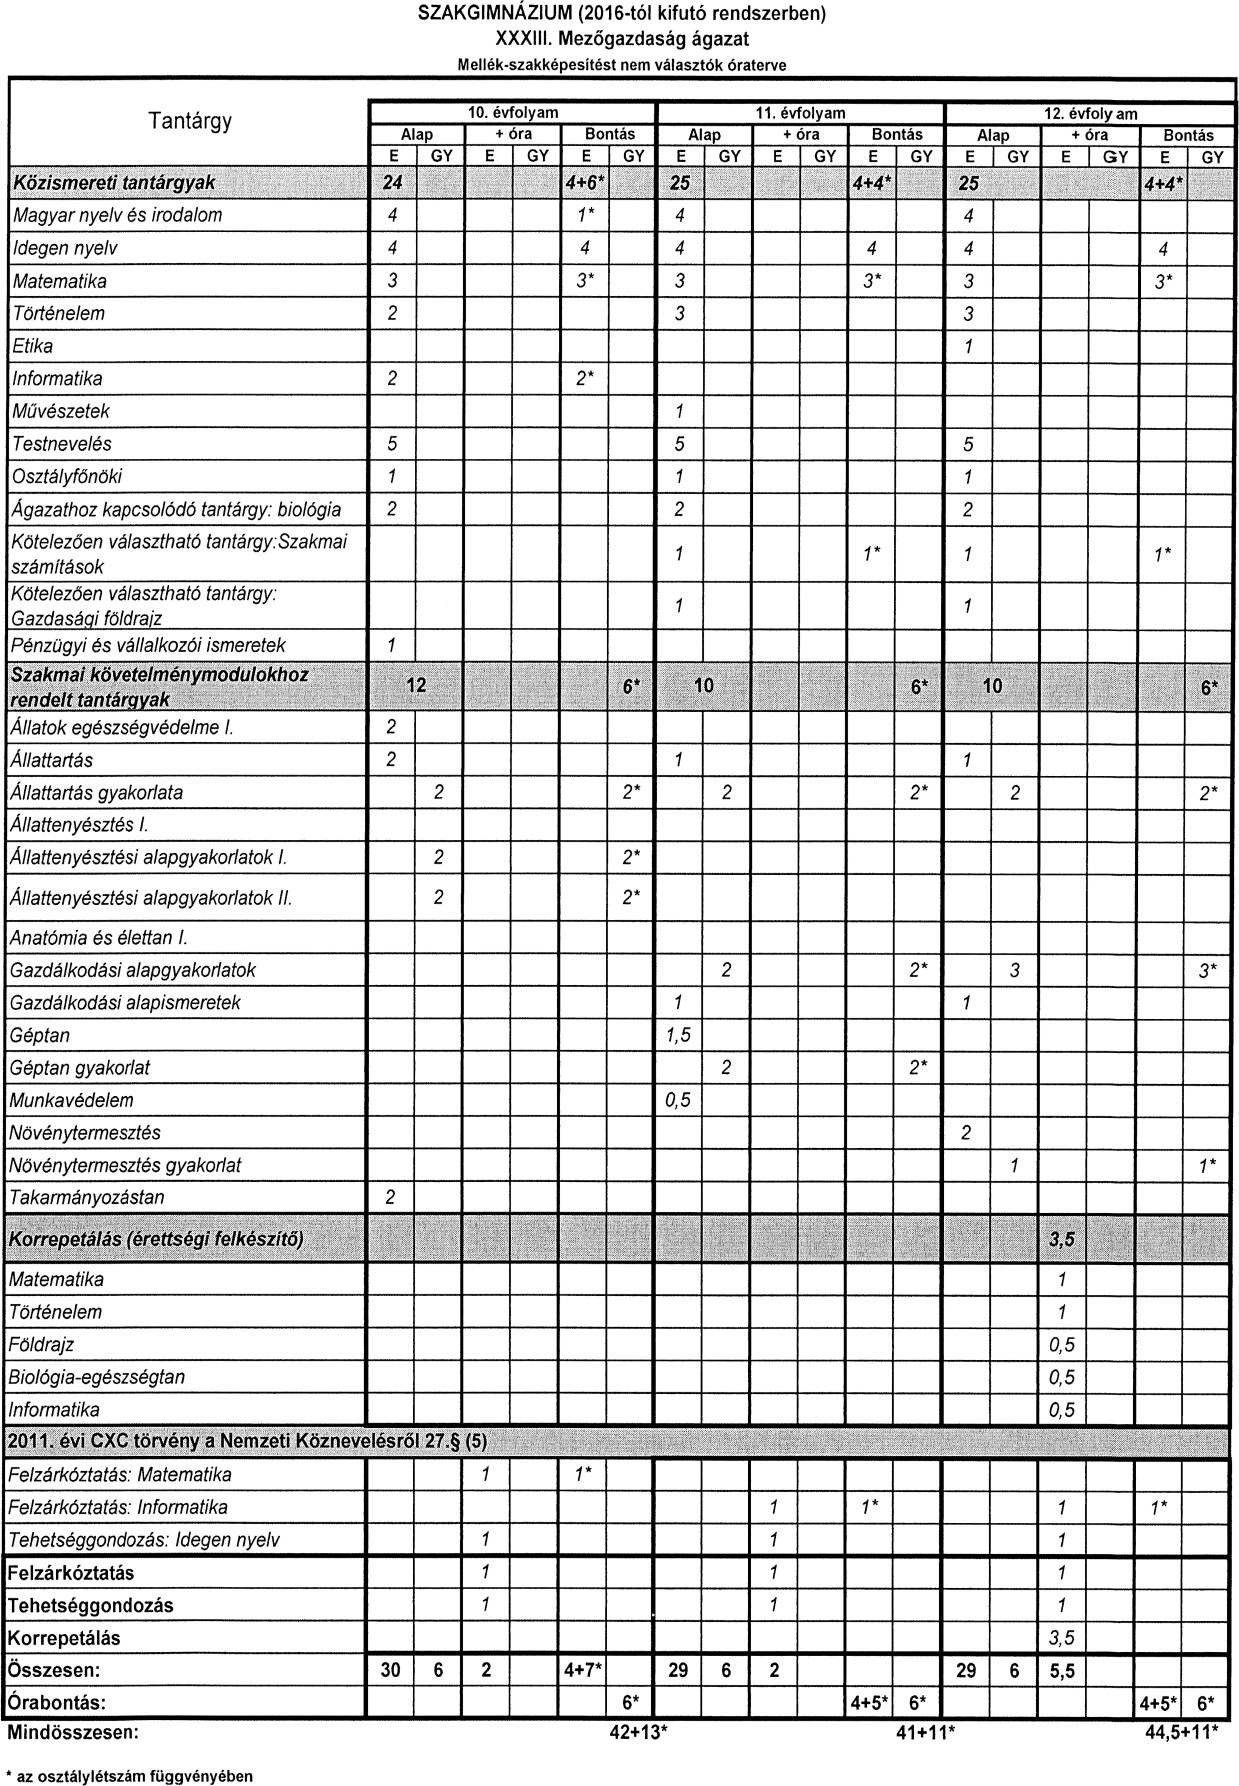 SZAKGIMNÁZIUM (2016-tól kifutó rendszerben)
XXXIII. Mezőgazdaság ágazat
Mellék-szakképesítést nem választók óraterve
Tantárgy
10. évfolyam 11. évfolyam 12. évfolyam
Alap + óra Bontás Alap + óra Bontás Alap + óra Bontás
E GY E GY E GY E GY E GY E GY E GY E GY E GY
Közismereti tantárgyak 24 4+6* 25 4+4* 25 4+4*
Magyar nyelv és irodalom 4 1* 4 4
Idegen nyelv 4 4 4 4 4 4
Matematika 3 3* 3 3* 3 3*
Történelem 2 3 3
Etika 1
Informatika 2 2*
Művészetek 1
Testnevelés 5 5 5
Osztályfőnöki 1 1 1
Ágazathoz kapcsolódó tantárgy: biológia 2 2 2
Kötelezően választható tantárgy:Szakmai
számítások 1 1* 1 1*
Kötelezően választható tantárgy:
Gazdasági földrajz 1 1
Pénzügyi és vállalkozói ismeretek 1
Szakmai követelménymodulokhoz
rendelt tantárgyak 12 6* 10 6* 10 6*
Állatok egészségvédelme I. 2
Állattartás 2 1 1
Állattartás gyakorlata 2 2* 2 2* 2 2*
Állattenyésztés I.
Állattenyésztési alapgyakorlatok I. 2 2*
Állattenyésztési alapgyakorlatok II. 2 2*
Anatómia és élettan I.
Gazdálkodási alapgyakorlatok 2 2* 3 3*
Gazdálkodási alapismeretek 1 1
Géptan 1,5
Géptan gyakorlat 2 2*
Munkavédelem 0,5
Növénytermesztés 2
Növénytermesztés gyakorlat 1 1*
Takarmányozástan 2
Korrepetálás (érettségi felkészítő) 3,5
Matematika 1
Történelem 1
Földrajz 0,5
Biológia-egészségtan 0,5
Informatika 0,5
2011. évi CXC törvény a Nemzeti Köznevelésről 27.§ (5)
Felzárkóztatás: Matematika 1 1*
Felzárkóztatás: Informatika 1 1* 1 1*
Tehetséggondozás: Idegen nyelv 1 1 1
Felzárkóztatás 1 1 1
Tehetséggondozás 1 1 1
Korrepetálás 3,5
Összesen: 30 6 2 4+7* 29 6 2 29 6 5,5
Órabontás: 6* 4+5* 6* 4+5* 6*
Mindösszesen: 42+13* 41+11* 44,5+11*
* az osztálylétszám függvényében